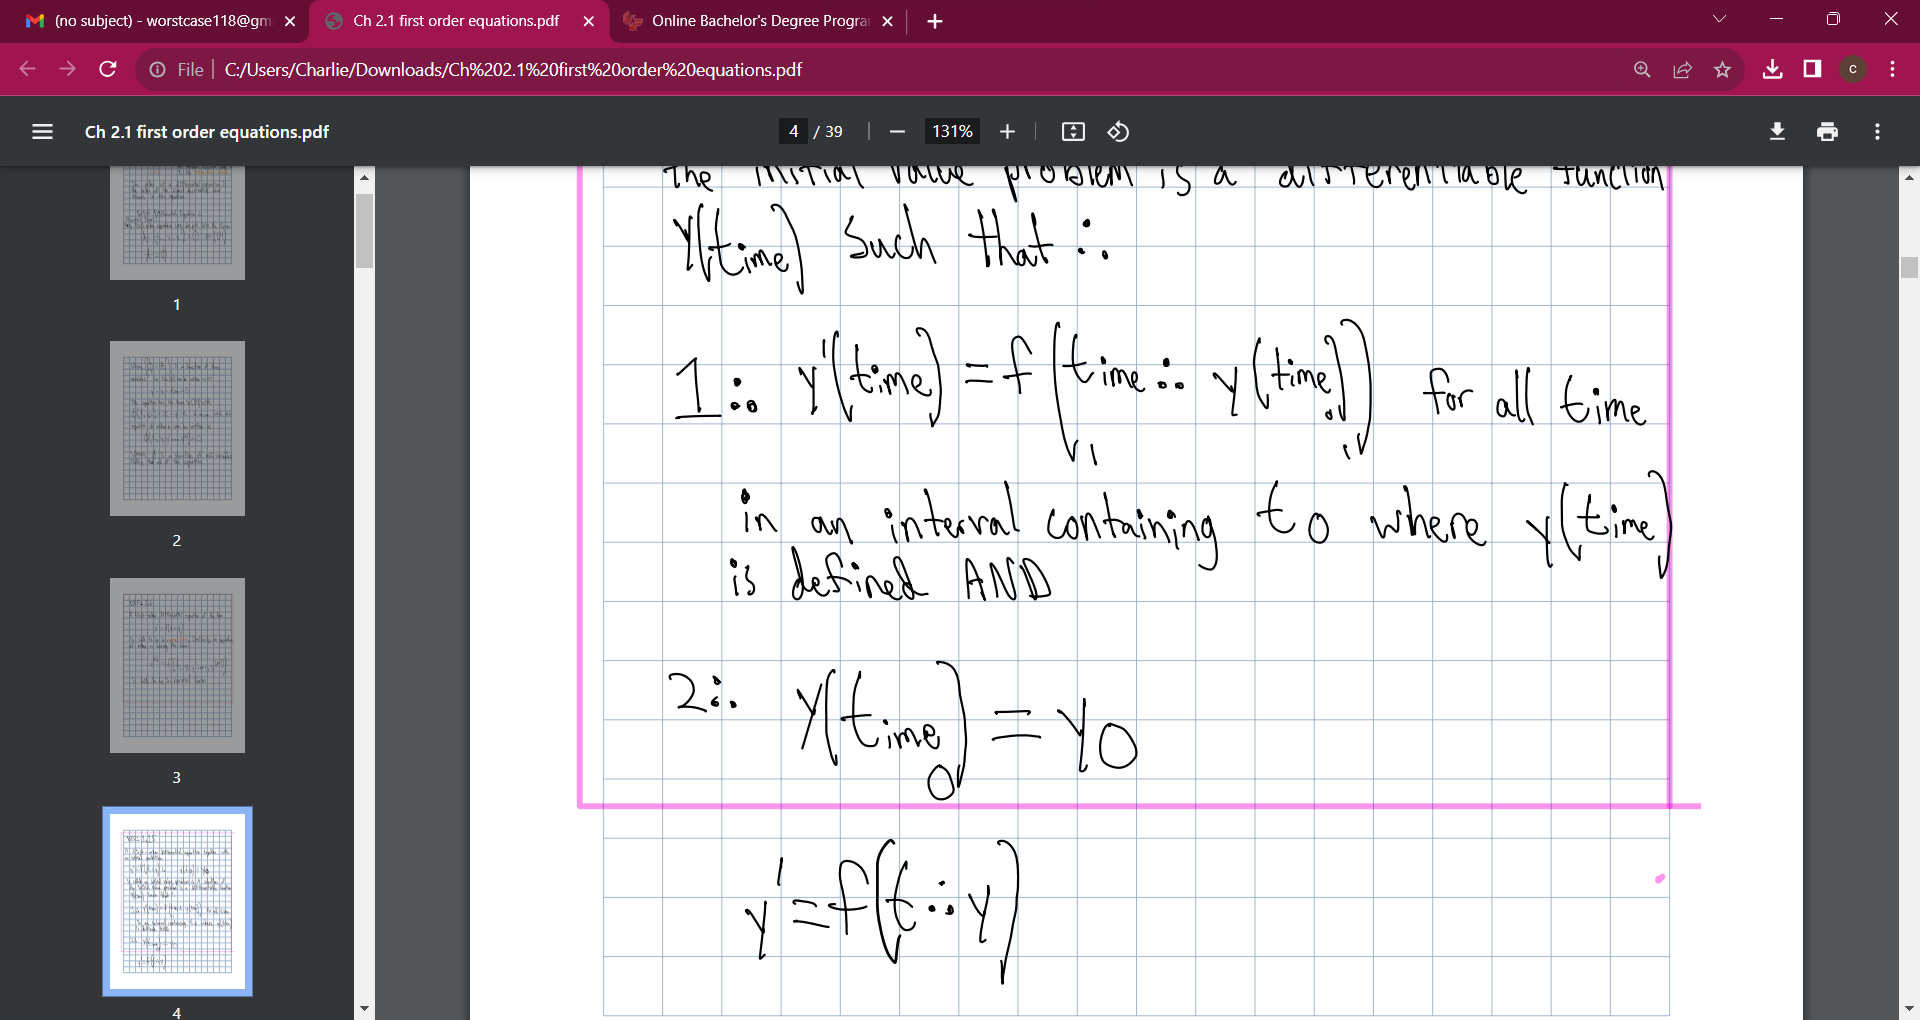 (no subject) - worstcase118@gm
Ch 2.1 first order equations.pdf
Online Bachelor's Degree Progra
File
C:/Users/Charlie/Downloads/Ch%202.1%20first%20order%20equations.pdf
c
Ch 2.1 first order equations.pdf
4 / 39
131%
1
2
3
4
the initial value problem is a differentiable function
y(time) such that ∴
1 ∴ y'(time) = f(time ∴ y(time)) for all time
in an interval containing t0 where y(time)
is defined AND
2 ∴ y(time0) = y0
y' = f(t ∴ y)